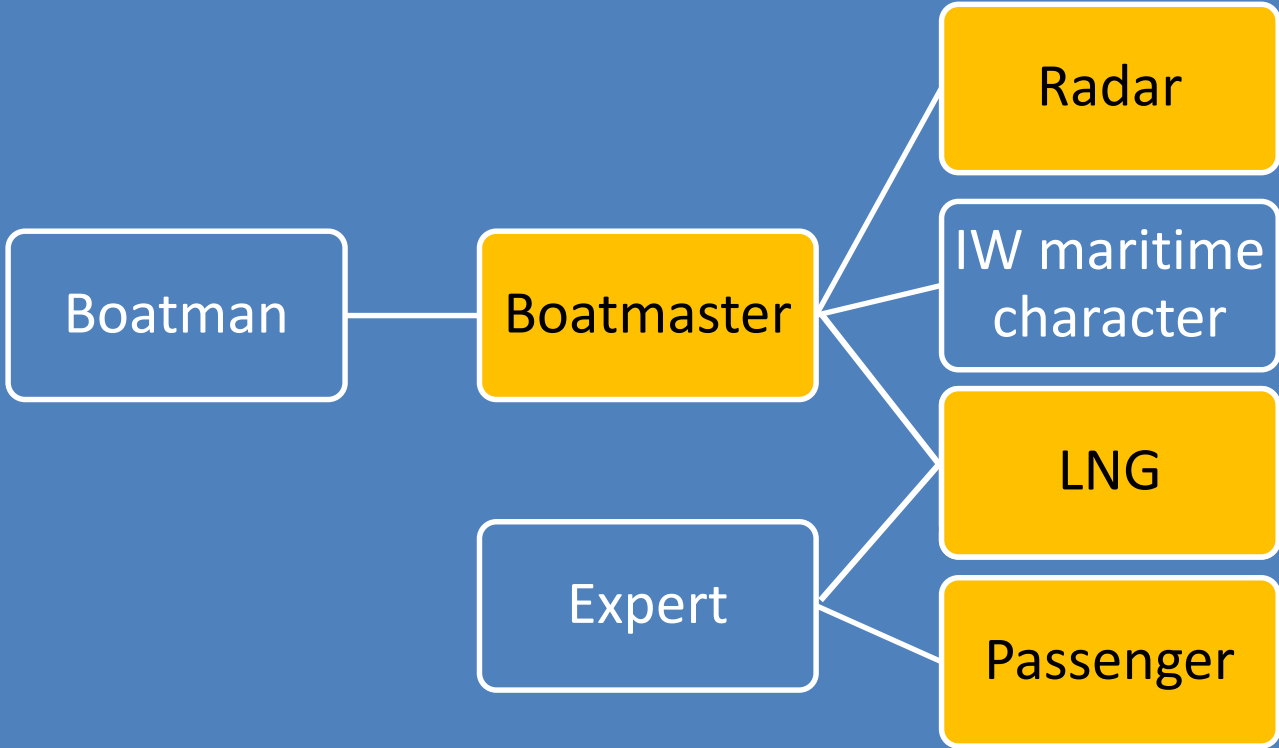 Boatman
Boatmaster
Expert
Radar
IW maritime
character
LNG
Passenger